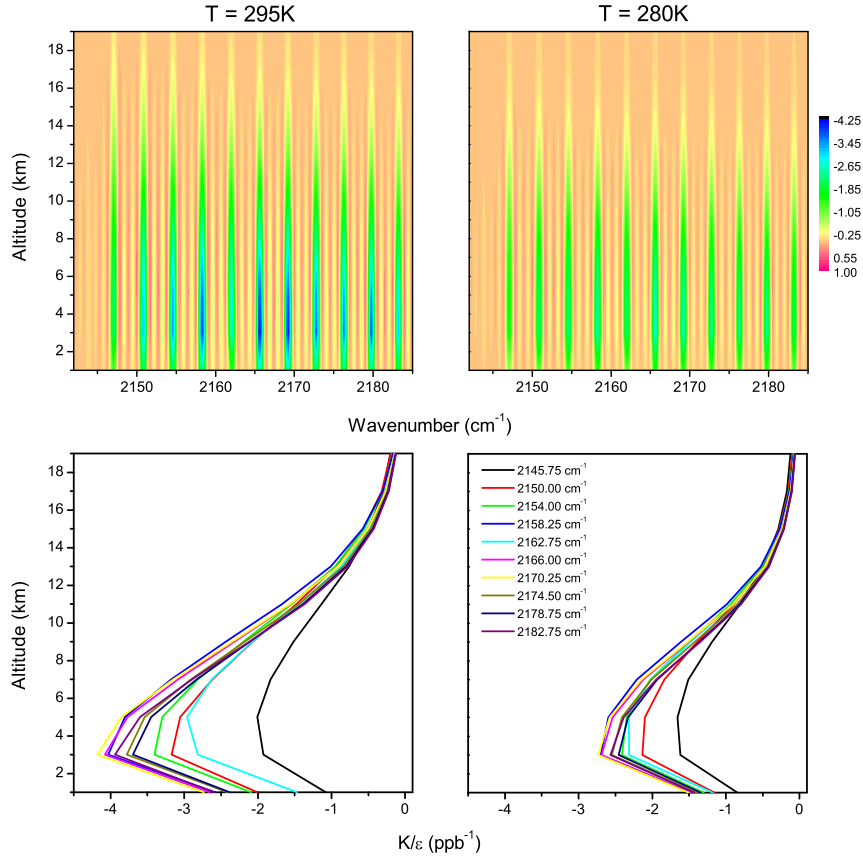 T = 295K
T = 280K
18
16
14
12
10
8
6
4
2
Altitude (km)
2150
2160
2170
2180
2150
2160
2170
2180
-4.25
-3.45
-2.65
-1.85
-1.05
-0.25
0.55
1.00
Wavenumber (cm⁻¹)
18
16
14
12
10
8
6
4
2
Altitude (km)
2145.75 cm⁻¹
2150.00 cm⁻¹
2154.00 cm⁻¹
2158.25 cm⁻¹
2162.75 cm⁻¹
2166.00 cm⁻¹
2170.25 cm⁻¹
2174.50 cm⁻¹
2178.75 cm⁻¹
2182.75 cm⁻¹
-4
-3
-2
-1
0
-4
-3
-2
-1
0
K/ε (ppb⁻¹)